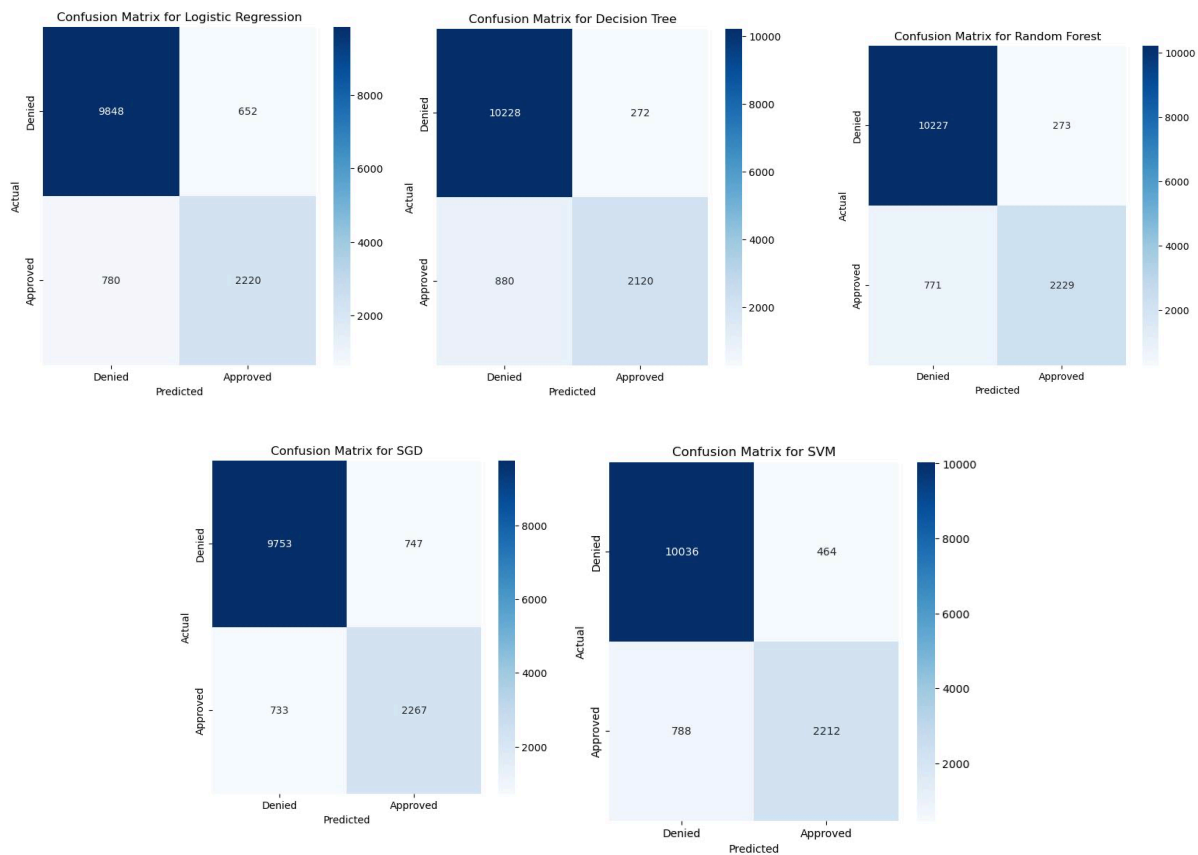 Confusion Matrix for Logistic Regression
Denied
Approved
Actual
9848
652
780
2220
Denied
Approved
Predicted
8000
6000
4000
2000
Confusion Matrix for Decision Tree
Denied
Approved
Actual
10228
272
880
2120
Denied
Approved
Predicted
10000
8000
6000
4000
2000
Confusion Matrix for Random Forest
Denied
Approved
Actual
10227
273
771
2229
Denied
Approved
Predicted
10000
8000
6000
4000
2000
Confusion Matrix for SGD
Denied
Approved
Actual
9753
747
733
2267
Denied
Approved
Predicted
8000
6000
4000
2000
Confusion Matrix for SVM
Denied
Approved
Actual
10036
464
788
2212
Denied
Approved
Predicted
10000
8000
6000
4000
2000